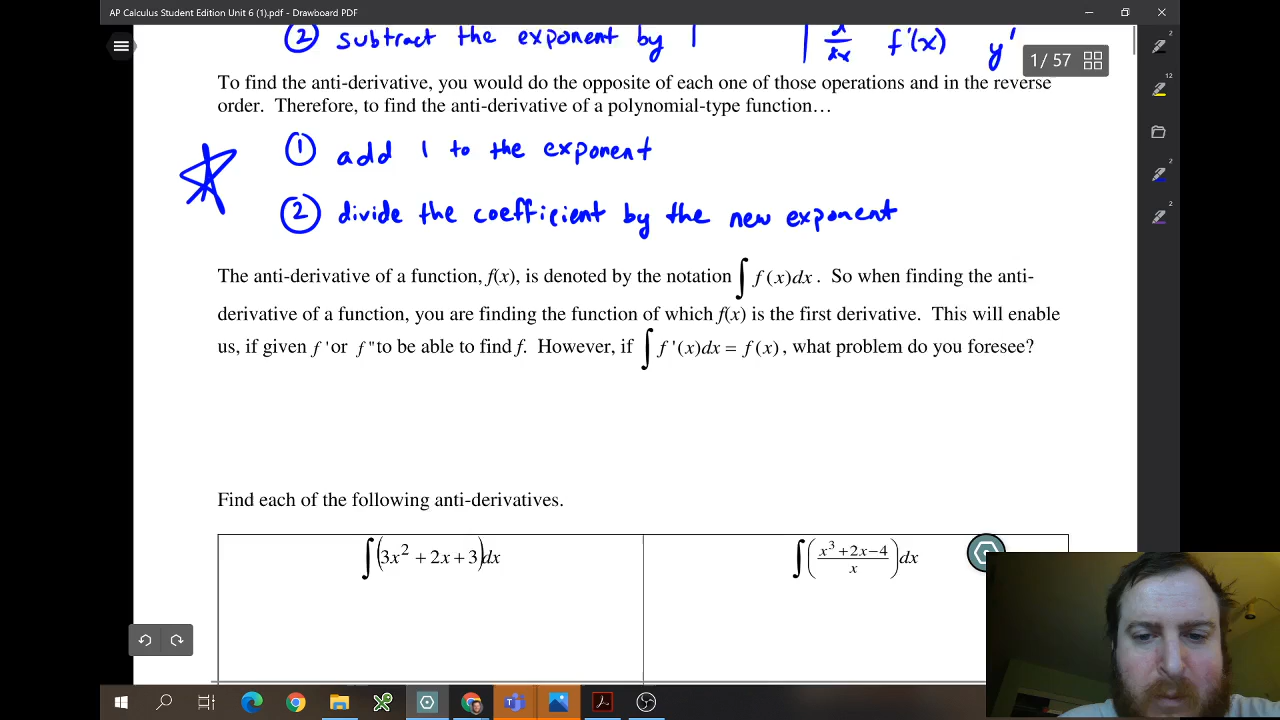 AP Calculus Student Edition Unit 6 (1).pdf - Drawboard PDF
② subtract the exponent by 1
d/dx f'(x) y'
1 / 57
To find the anti-derivative, you would do the opposite of each one of those operations and in the reverse
order. Therefore, to find the anti-derivative of a polynomial-type function…
① add 1 to the exponent
② divide the coefficient by the new exponent
The anti-derivative of a function, f(x), is denoted by the notation ∫ f (x)dx . So when finding the anti-
derivative of a function, you are finding the function of which f(x) is the first derivative. This will enable
us, if given f ' or f " to be able to find f. However, if ∫ f '(x)dx = f (x), what problem do you foresee?
Find each of the following anti-derivatives.
∫(3x² + 2x + 3)dx
∫((x³+2x−4)/x)dx
2
12
2
2
2